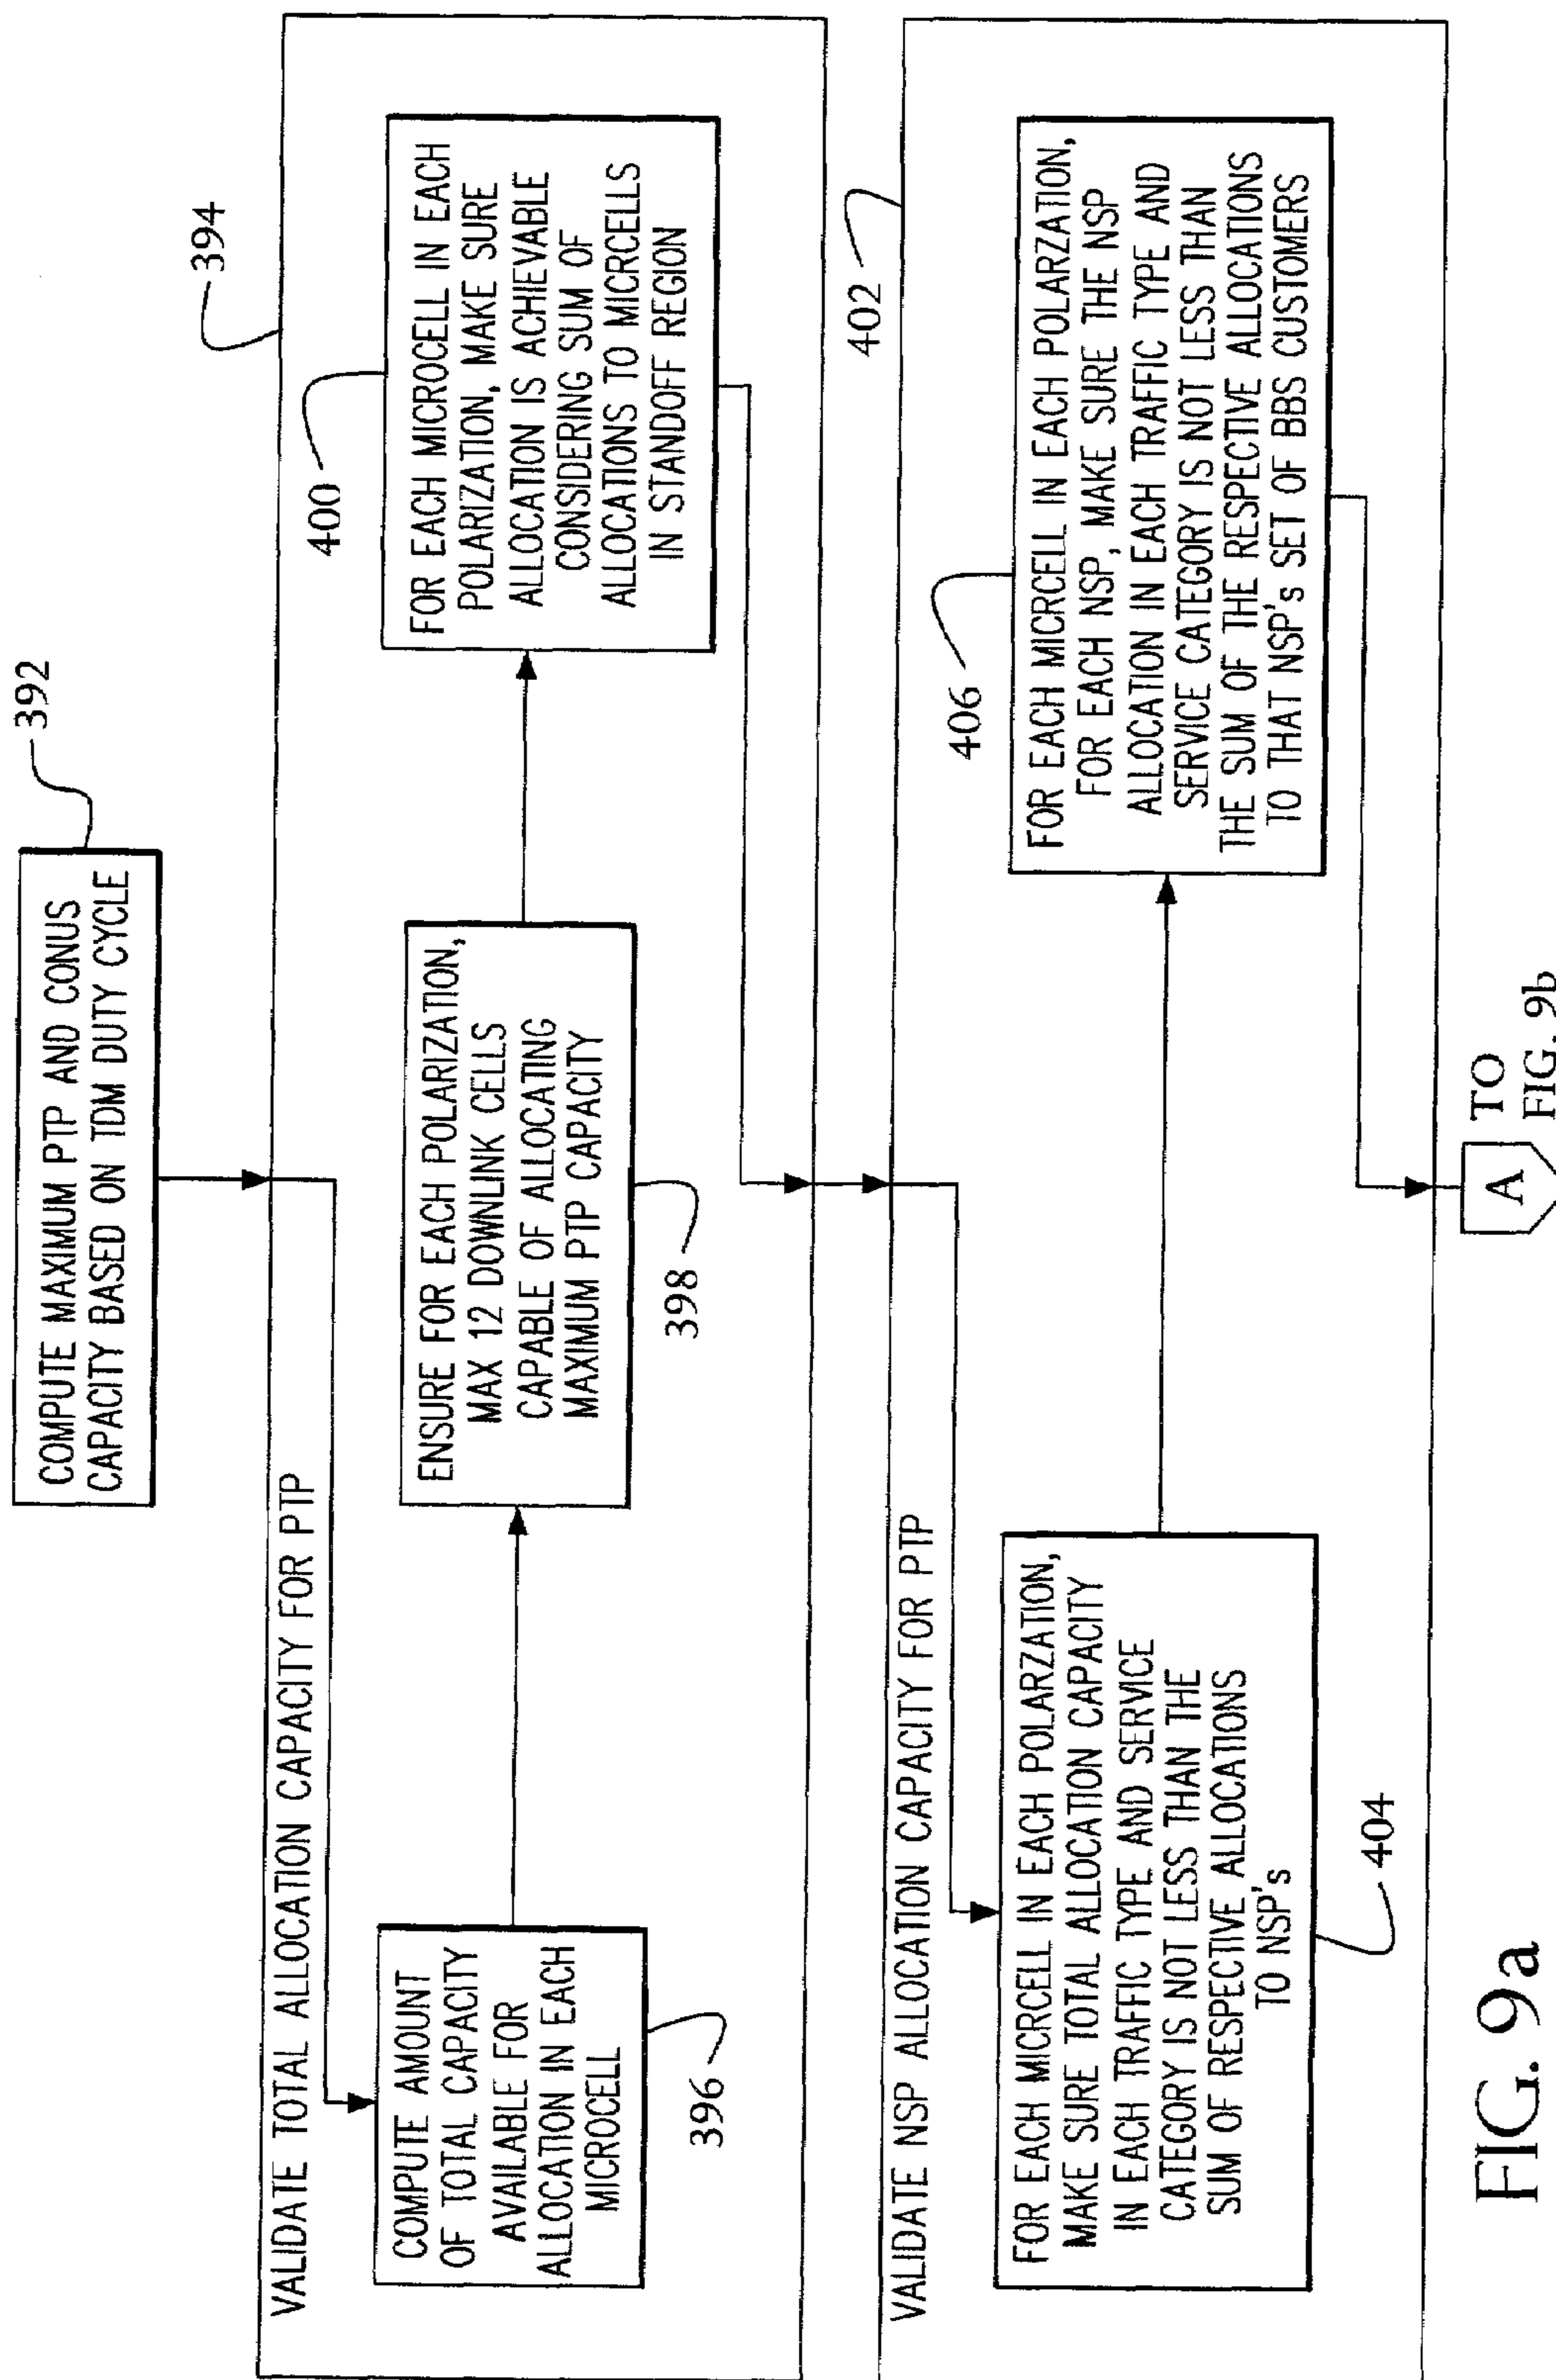 COMPUTE MAXIMUM PTP AND CONUS
CAPACITY BASED ON TDM DUTY CYCLE
392
394
VALIDATE TOTAL ALLOCATION CAPACITY FOR PTP
COMPUTE AMOUNT
OF TOTAL CAPACITY
AVAILABLE FOR
ALLOCATION IN EACH
MICROCELL
396
ENSURE FOR EACH POLARIZATION,
MAX 12 DOWNLINK CELLS
CAPABLE OF ALLOCATING
MAXIMUM PTP CAPACITY
398
400
FOR EACH MICROCELL IN EACH
POLARIZATION, MAKE SURE
ALLOCATION IS ACHIEVABLE
CONSIDERING SUM OF
ALLOCATIONS TO MICRCELLS
IN STANDOFF REGION
402
VALIDATE NSP ALLOCATION CAPACITY FOR PTP
FOR EACH MICRCELL IN EACH POLARZATION,
MAKE SURE TOTAL ALLOCATION CAPACITY
IN EACH TRAFFIC TYPE AND SERVICE
CATEGORY IS NOT LESS THAN THE
SUM OF RESPECTIVE ALLOCATIONS
TO NSP's
404
406
FOR EACH MICRCELL IN EACH POLARZATION,
FOR EACH NSP, MAKE SURE THE NSP
ALLOCATION IN EACH TRAFFIC TYPE AND
SERVICE CATEGORY IS NOT LESS THAN
THE SUM OF THE RESPECTIVE ALLOCATIONS
TO THAT NSP's SET OF BBS CUSTOMERS
A
TO
FIG. 9b
FIG. 9a